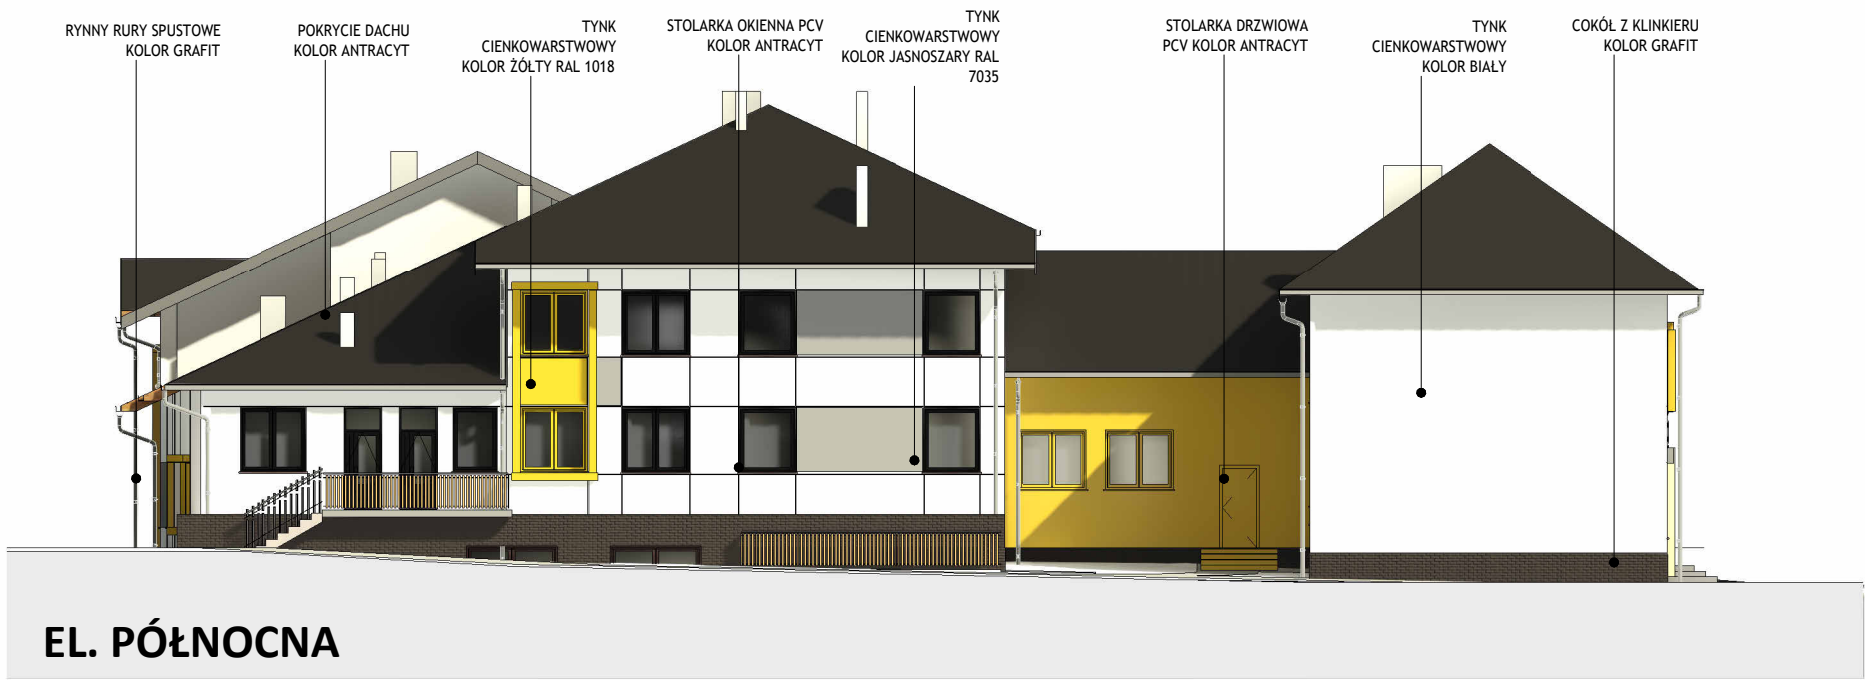 RYNNY RURY SPUSTOWE
KOLOR GRAFIT
POKRYCIE DACHU
KOLOR ANTRACYT
TYNK
CIENKOWARSTWOWY
KOLOR ŻÓŁTY RAL 1018
STOLARKA OKIENNA PCV
KOLOR ANTRACYT
TYNK
CIENKOWARSTWOWY
KOLOR JASNOSZARY RAL
7035
STOLARKA DRZWIOWA
PCV KOLOR ANTRACYT
TYNK
CIENKOWARSTWOWY
KOLOR BIAŁY
COKÓŁ Z KLINKIERU
KOLOR GRAFIT
EL. PÓŁNOCNA